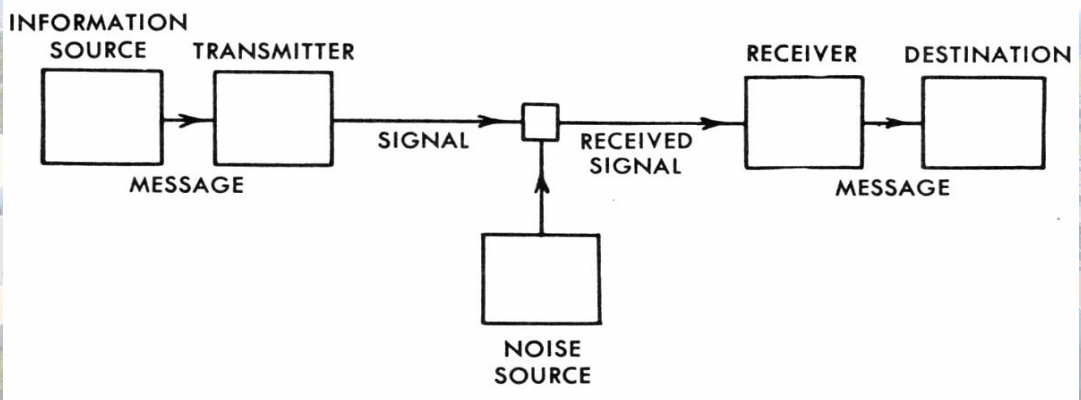 INFORMATION
SOURCE
TRANSMITTER
RECEIVER
DESTINATION
SIGNAL
RECEIVED
SIGNAL
MESSAGE
MESSAGE
NOISE
SOURCE